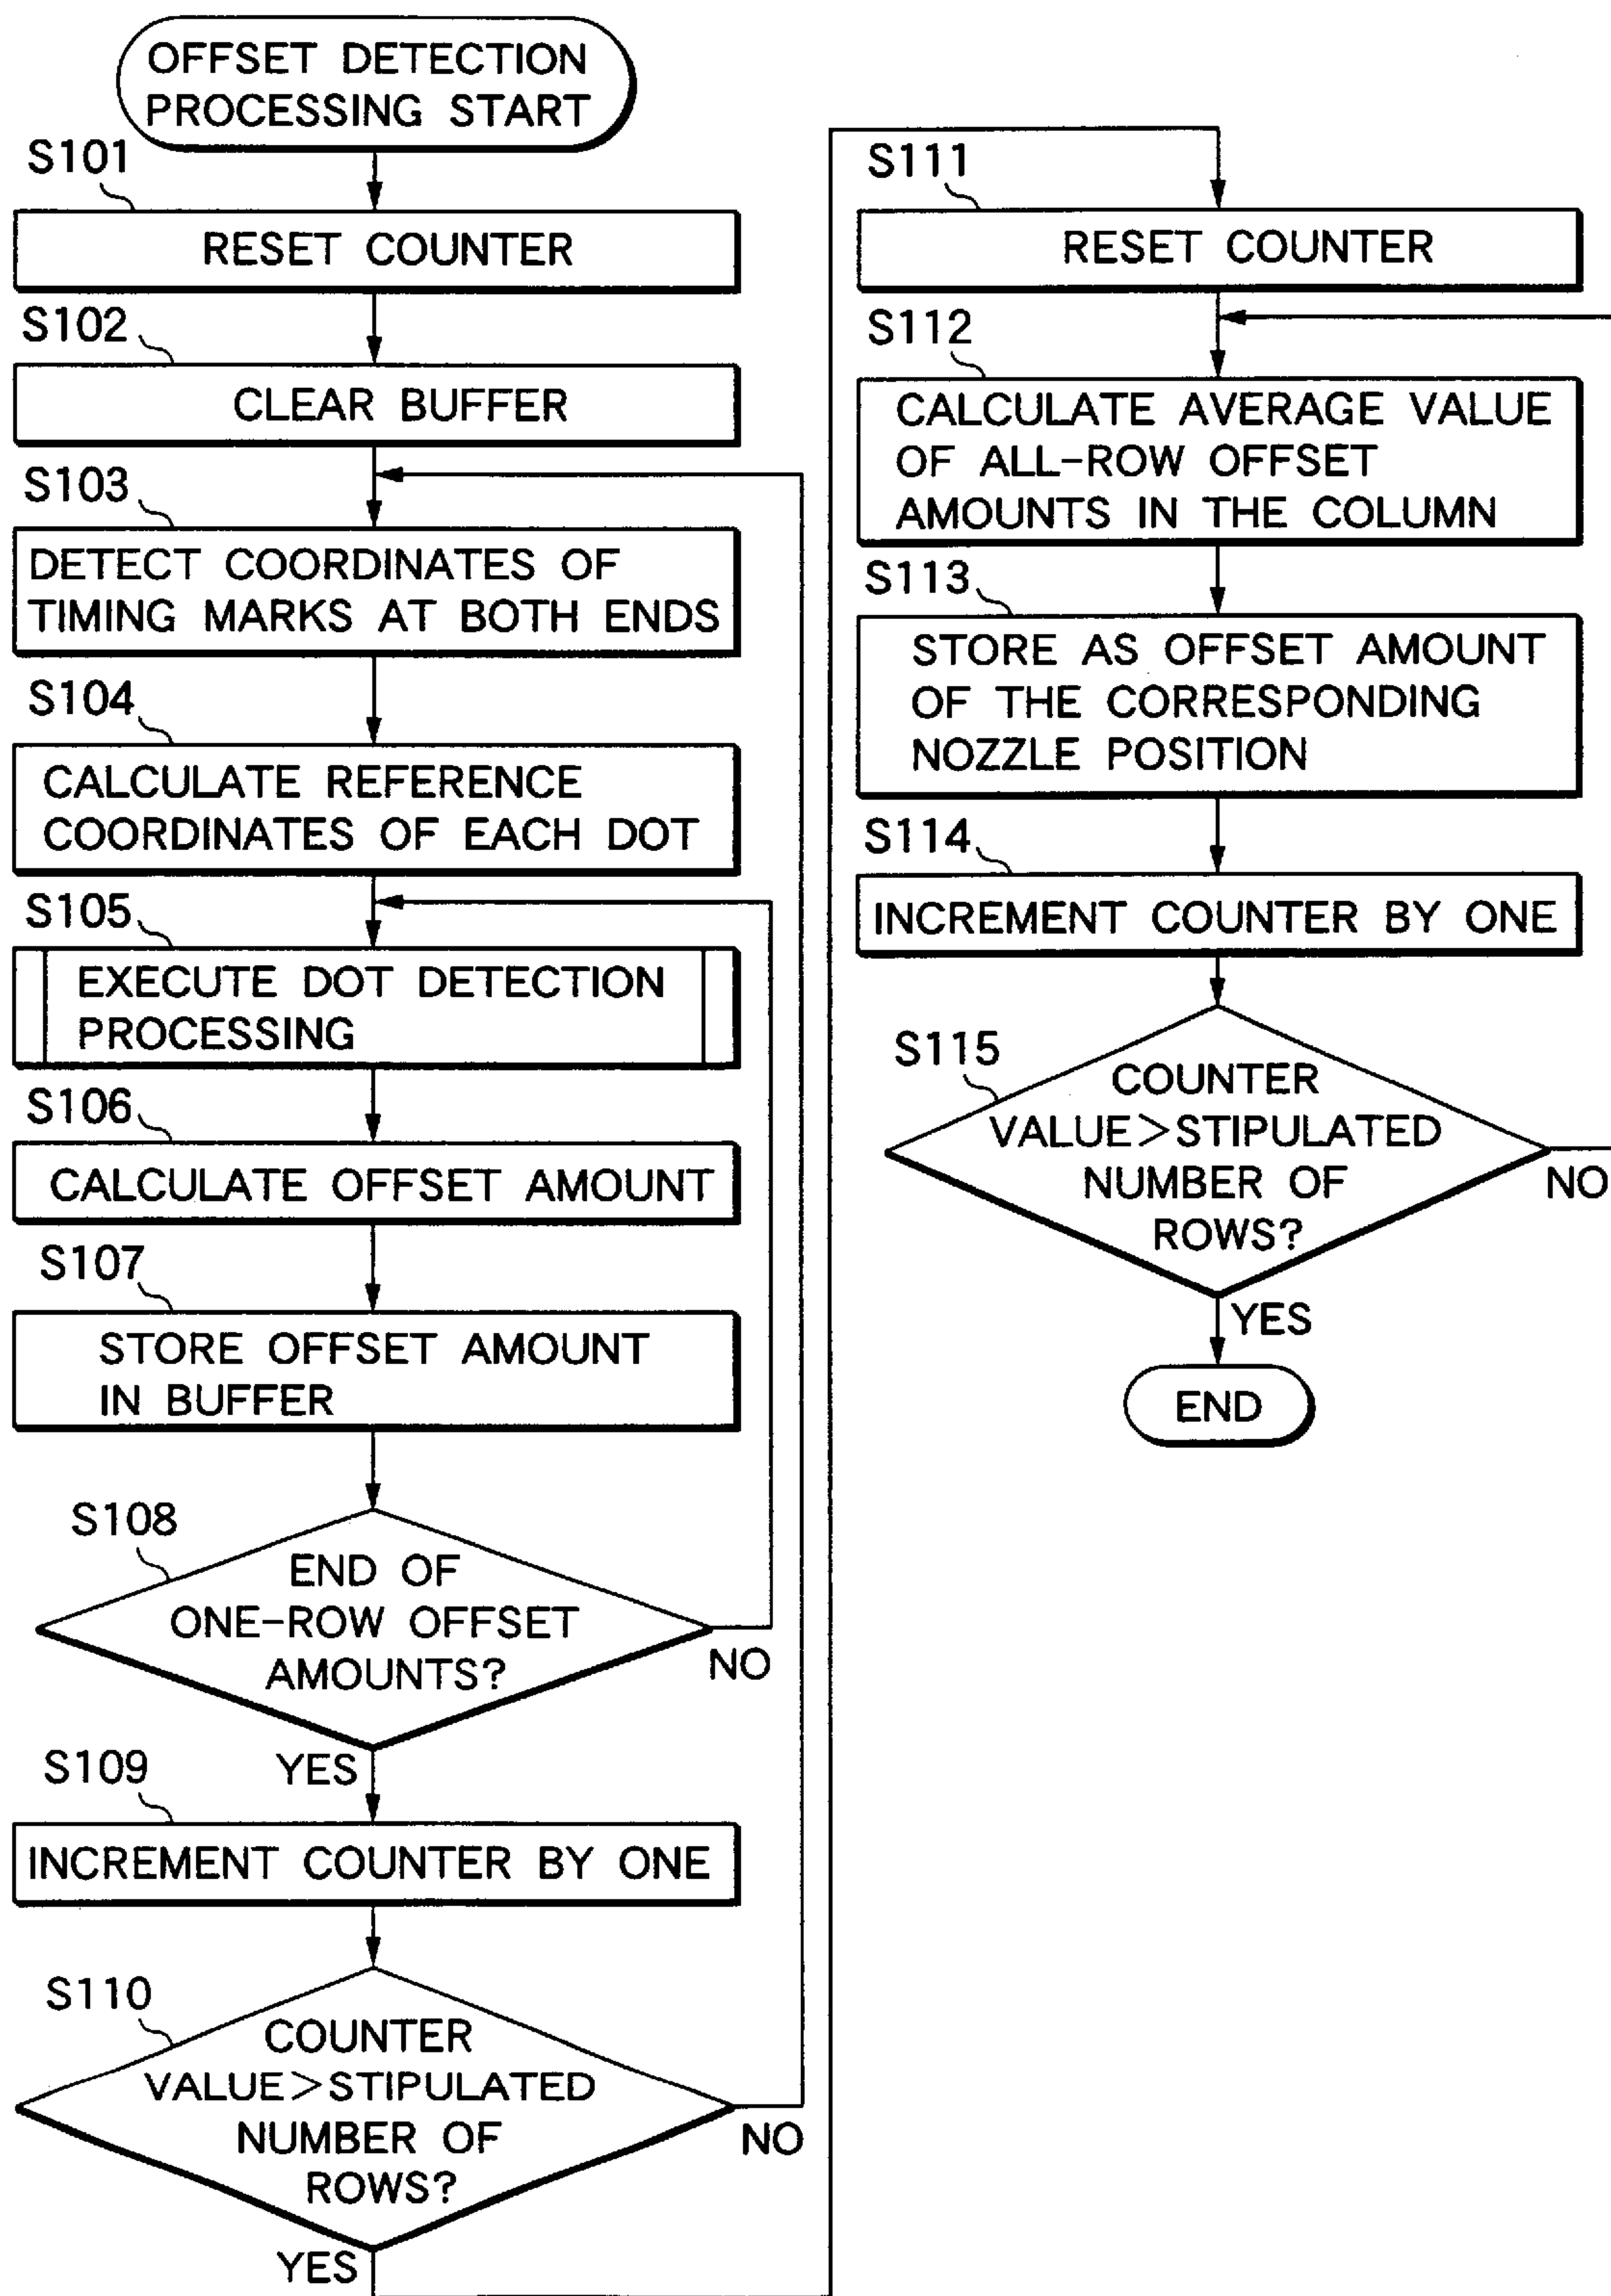 OFFSET DETECTION
PROCESSING START
S101
RESET COUNTER
S102
CLEAR BUFFER
S103
DETECT COORDINATES OF
TIMING MARKS AT BOTH ENDS
S104
CALCULATE REFERENCE
COORDINATES OF EACH DOT
S105
EXECUTE DOT DETECTION
PROCESSING
S106
CALCULATE OFFSET AMOUNT
S107
STORE OFFSET AMOUNT
IN BUFFER
S108
END OF
ONE-ROW OFFSET
AMOUNTS?
NO
YES
S109
INCREMENT COUNTER BY ONE
S110
COUNTER
VALUE>STIPULATED
NUMBER OF
ROWS?
NO
YES
S111
RESET COUNTER
S112
CALCULATE AVERAGE VALUE
OF ALL-ROW OFFSET
AMOUNTS IN THE COLUMN
S113
STORE AS OFFSET AMOUNT
OF THE CORRESPONDING
NOZZLE POSITION
S114
INCREMENT COUNTER BY ONE
S115
COUNTER
VALUE>STIPULATED
NUMBER OF
ROWS?
NO
YES
END